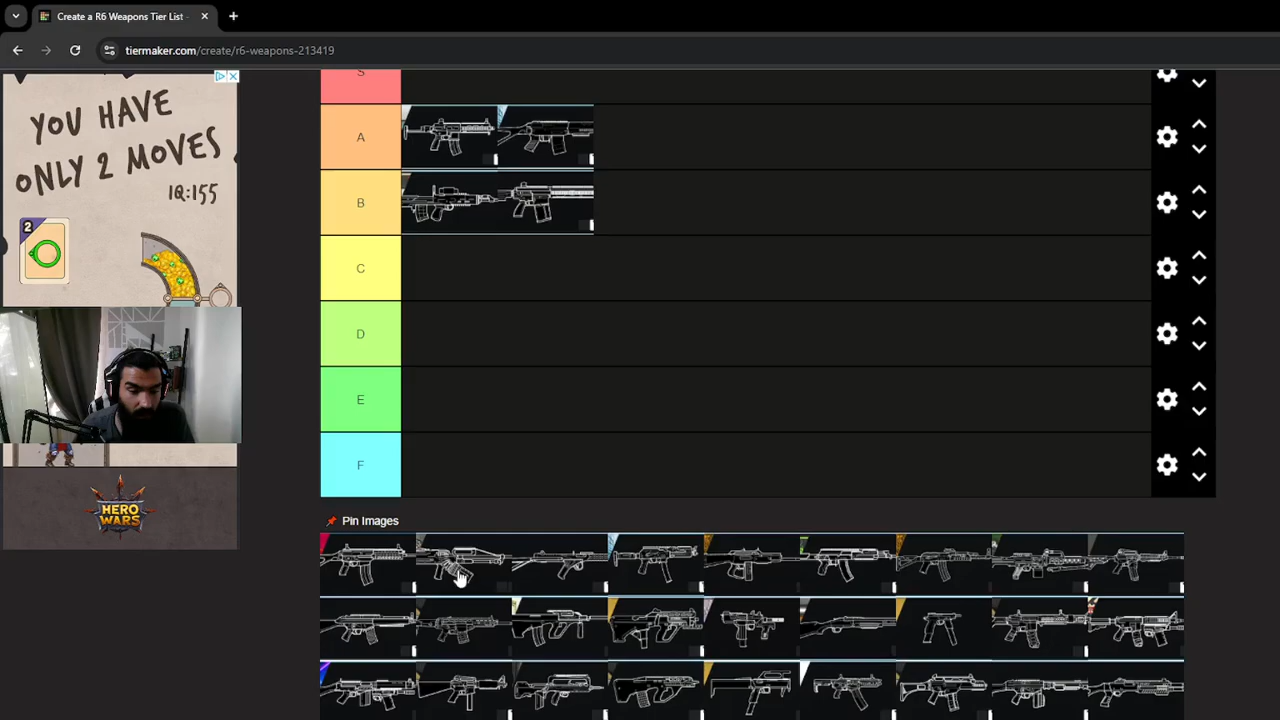 Create a R6 Weapons Tier List -
tiermaker.com/create/r6-weapons-213419
YOU HAVE
ONLY 2 MOVES
IQ:155
2
HERO
WARS
S
A
B
C
D
E
F
Pin Images